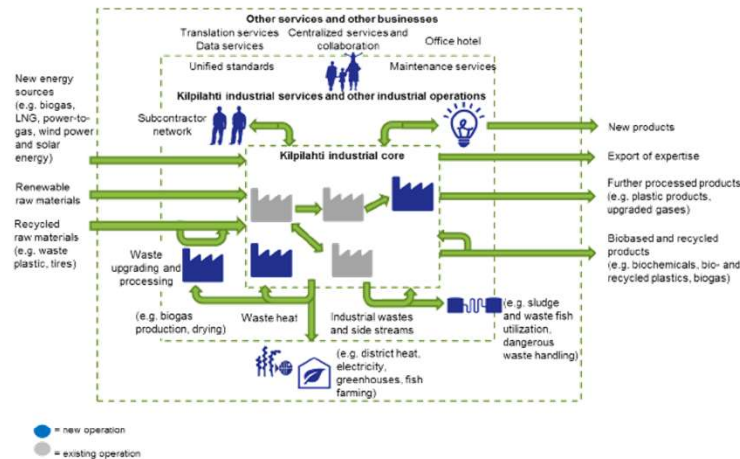 Other services and other businesses
Translation services
Data services
Centralized services and
collaboration
Office hotel
Unified standards
Maintenance services
Kilpilahti industrial services and other industrial operations
New energy
sources
(e.g. biogas,
LNG, power-to-
gas, wind power
and solar
energy)
Subcontractor
network
New products
Kilpilahti industrial core
Export of expertise
Renewable
raw materials
Further processed products
(e.g. plastic products,
upgraded gases)
Recycled
raw materials
(e.g. waste
plastic, tires)
Waste
upgrading and
processing
Biobased and recycled
products
(e.g. biochemicals, bio- and
recycled plastics, biogas)
(e.g. biogas
production, drying)
Waste heat
Industrial wastes
and side streams
(e.g. sludge
and waste fish
utilization,
dangerous
waste handling)
(e.g. district heat,
electricity,
greenhouses, fish
farming)
= new operation
= existing operation